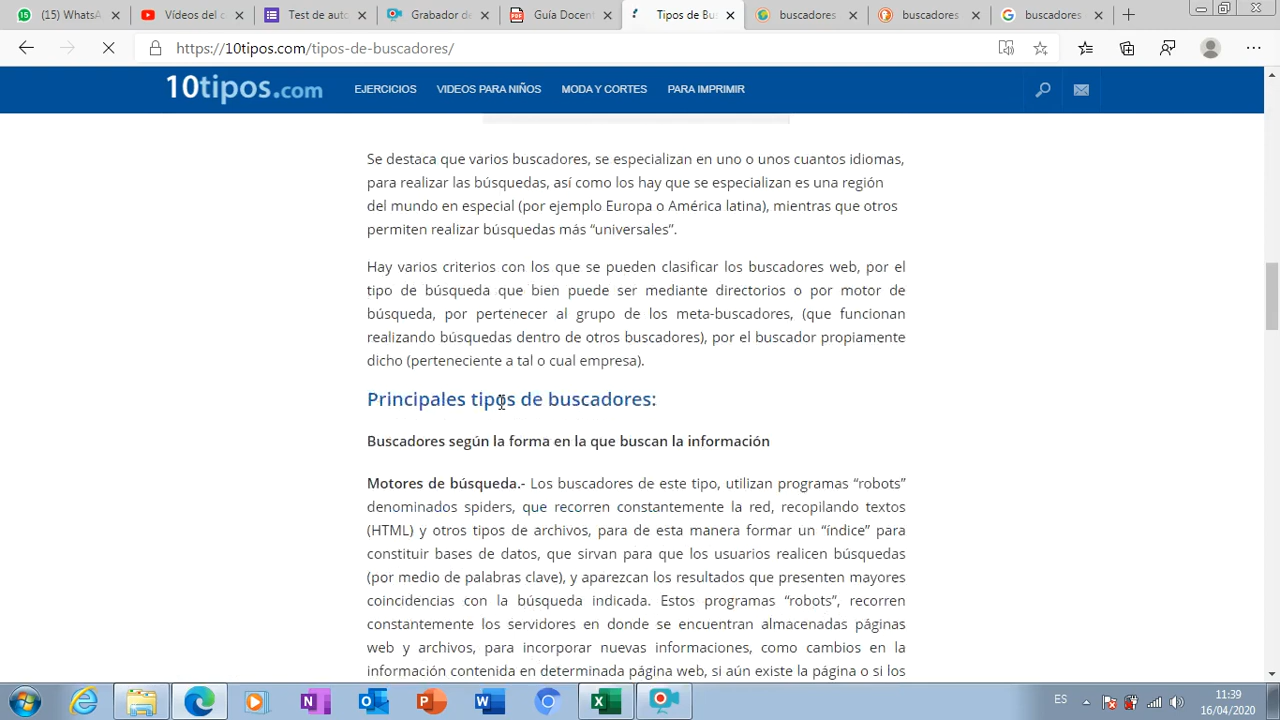 (15) WhatsA
Vídeos del c
Test de auto
Grabador de
PDF
Guía Docent
Tipos de Bu
buscadores
buscadores
buscadores
https://10tipos.com/tipos-de-buscadores/
10tipos.com
EJERCICIOS
VIDEOS PARA NIÑOS
MODA Y CORTES
PARA IMPRIMIR
Se destaca que varios buscadores, se especializan en uno o unos cuantos idiomas,
para realizar las búsquedas, así como los hay que se especializan es una región
del mundo en especial (por ejemplo Europa o América latina), mientras que otros
permiten realizar búsquedas más “universales”.
Hay varios criterios con los que se pueden clasificar los buscadores web, por el
tipo de búsqueda que bien puede ser mediante directorios o por motor de
búsqueda, por pertenecer al grupo de los meta-buscadores, (que funcionan
realizando búsquedas dentro de otros buscadores), por el buscador propiamente
dicho (perteneciente a tal o cual empresa).
Principales tipos de buscadores:
Buscadores según la forma en la que buscan la información
Motores de búsqueda.- Los buscadores de este tipo, utilizan programas “robots”
denominados spiders, que recorren constantemente la red, recopilando textos
(HTML) y otros tipos de archivos, para de esta manera formar un “índice” para
constituir bases de datos, que sirvan para que los usuarios realicen búsquedas
(por medio de palabras clave), y aparezcan los resultados que presenten mayores
coincidencias con la búsqueda indicada. Estos programas “robots”, recorren
constantemente los servidores en donde se encuentran almacenadas páginas
web y archivos, para incorporar nuevas informaciones, como cambios en la
información contenida en determinada página web, si aún existe la página o si los
ES
11:39
16/04/2020